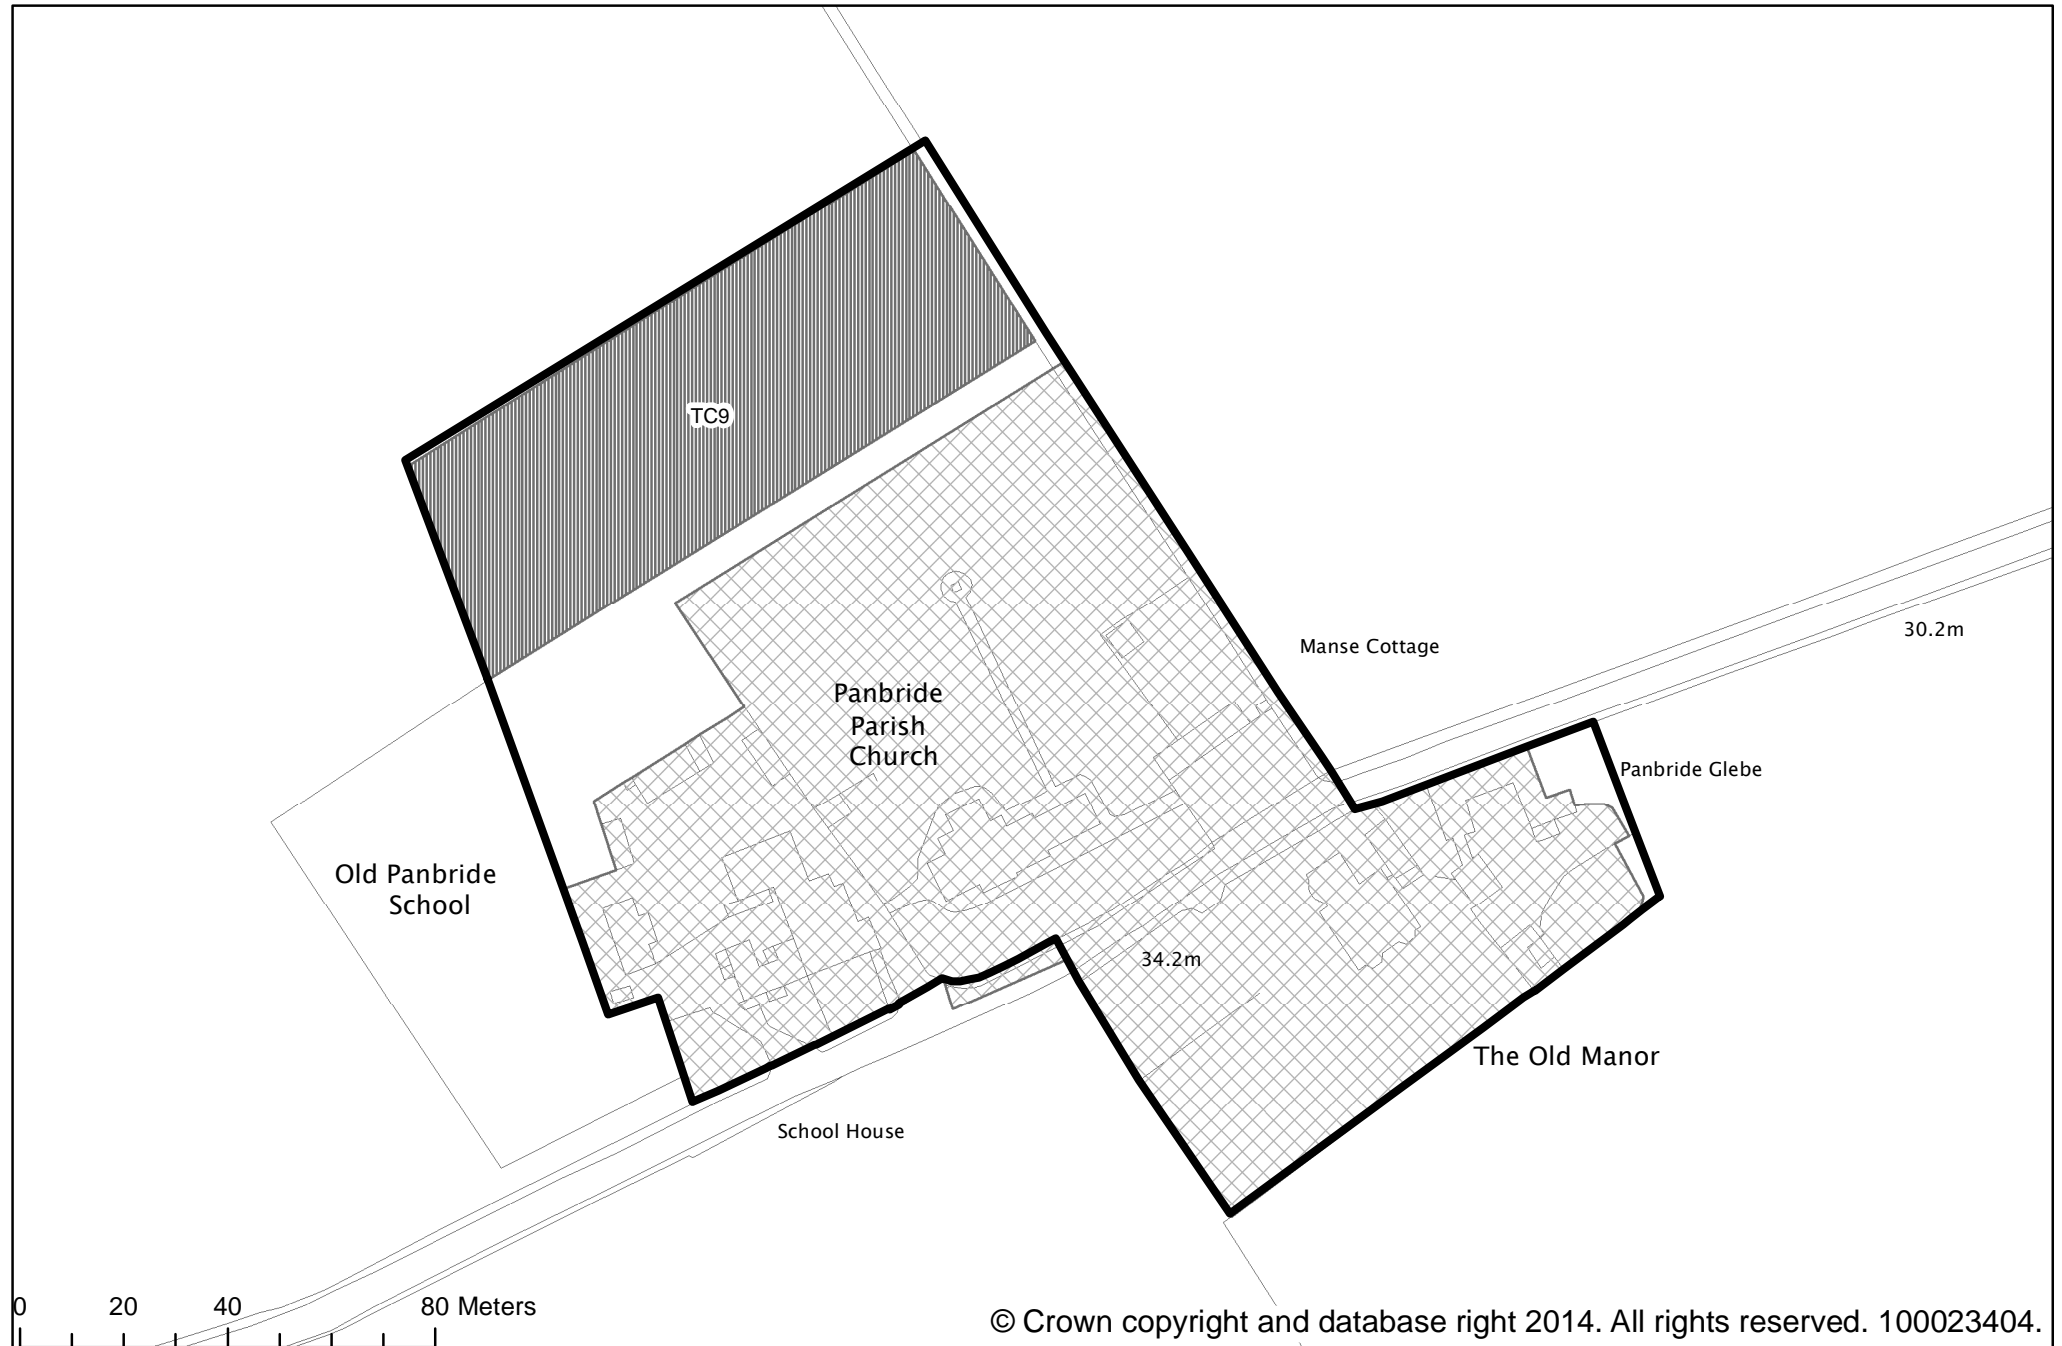 TC9
30.2m
Manse Cottage
Panbride
Parish
Church
Panbride Glebe
Old Panbride
School
34.2m
The Old Manor
School House
0 20 40 80 Meters
© Crown copyright and database right 2014. All rights reserved. 100023404.